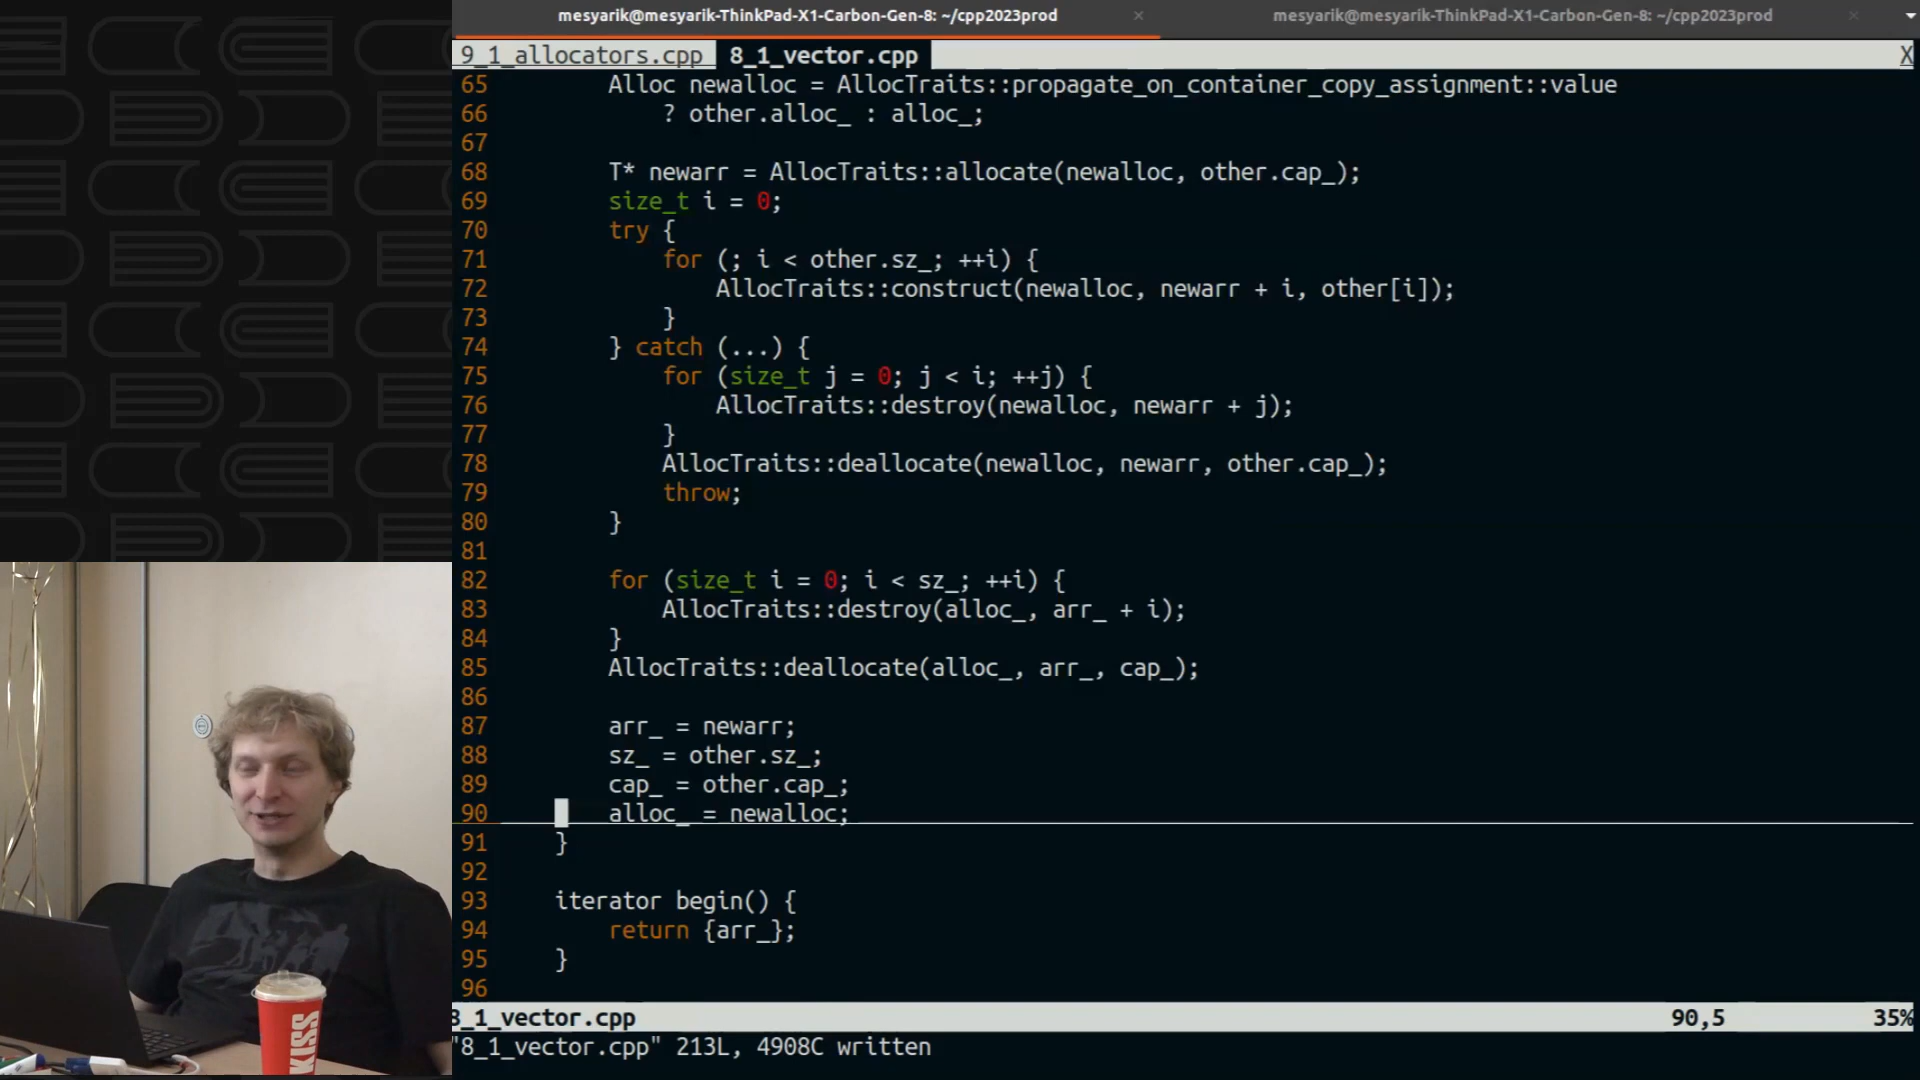 mesyarik@mesyarik-ThinkPad-X1-Carbon-Gen-8: ~/cpp2023prod × mesyarik@mesyarik-ThinkPad-X1-Carbon-Gen-8: ~/cpp2023prod ×
9_1_allocators.cpp 8_1_vector.cpp X
65 Alloc newalloc = AllocTraits::propagate_on_container_copy_assignment::value
66 ? other.alloc_ : alloc_;
67
68 T* newarr = AllocTraits::allocate(newalloc, other.cap_);
69 size_t i = 0;
70 try {
71 for (; i < other.sz_; ++i) {
72 AllocTraits::construct(newalloc, newarr + i, other[i]);
73 }
74 } catch (...) {
75 for (size_t j = 0; j < i; ++j) {
76 AllocTraits::destroy(newalloc, newarr + j);
77 }
78 AllocTraits::deallocate(newalloc, newarr, other.cap_);
79 throw;
80 }
81
82 for (size_t i = 0; i < sz_; ++i) {
83 AllocTraits::destroy(alloc_, arr_ + i);
84 }
85 AllocTraits::deallocate(alloc_, arr_, cap_);
86
87 arr_ = newarr;
88 sz_ = other.sz_;
89 cap_ = other.cap_;
90 alloc_ = newalloc;
91 }
92
93 iterator begin() {
94 return {arr_};
95 }
96
8_1_vector.cpp 90,5 35%
"8_1_vector.cpp" 213L, 4908C written
KISS